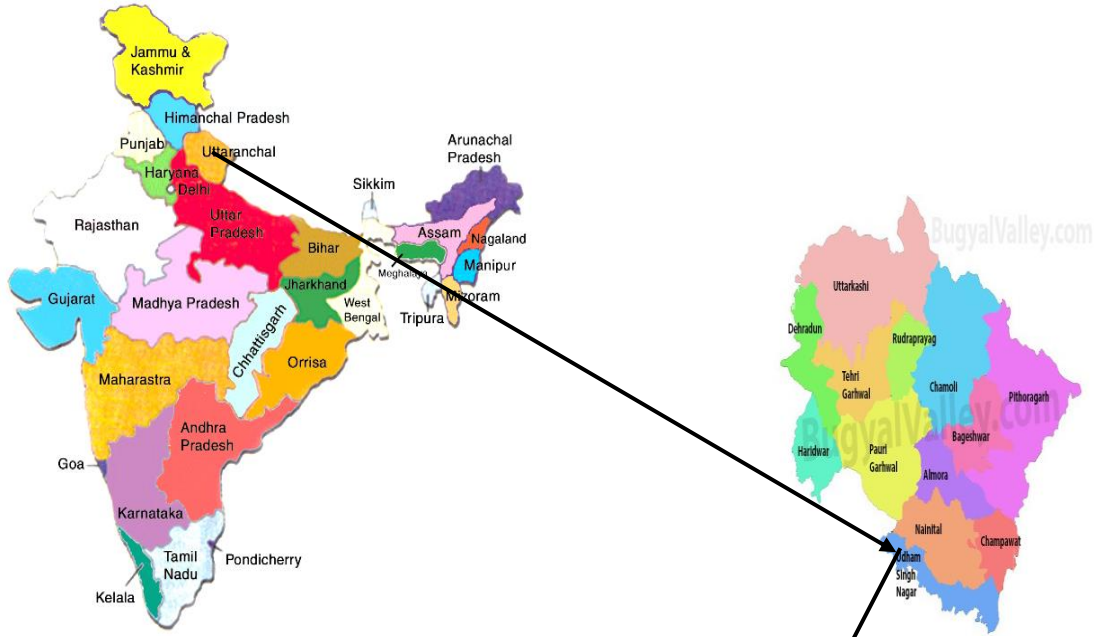 Jammu &
Kashmir
Himanchal Pradesh
Punjab
Uttaranchal
Haryana
Delhi
Rajasthan
Uttar
Pradesh
Bihar
Sikkim
Arunachal
Pradesh
Assam
Nagaland
Meghalaya
Manipur
Mizoram
Tripura
Gujarat
Madhya Pradesh
Jharkhand
West
Bengal
Chhattisgarh
Orrisa
Maharastra
Andhra
Pradesh
Goa
Karnataka
Tamil
Nadu
Pondicherry
Kelala
BugyalValley.com
Uttarkashi
Dehradun
Rudraprayag
Tehri
Garhwal
Chamoli
Pithoragarh
BugyalValley.com
Bageshwar
Haridwar
Pauri
Garhwal
Almora
Nainital
Champawat
Udham
Singh
Nagar